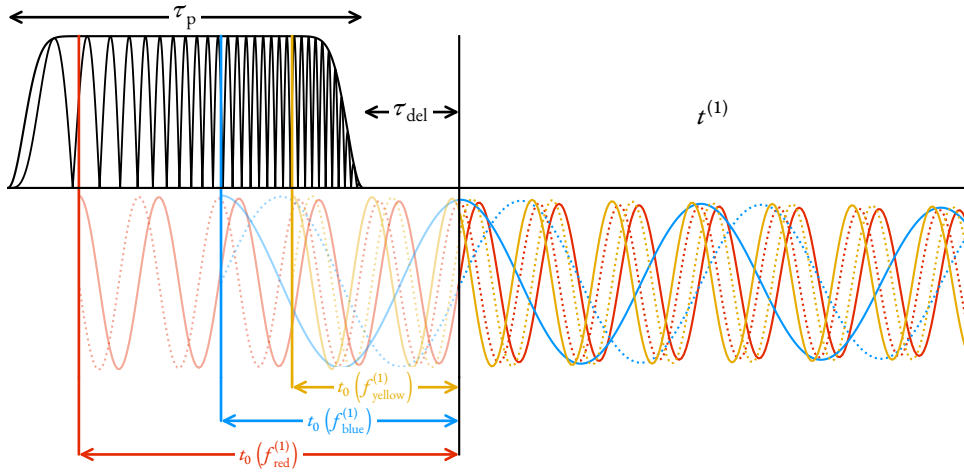 τp
τdel
t(1)
t0 (f(1)yellow)
t0 (f(1)blue)
t0 (f(1)red)